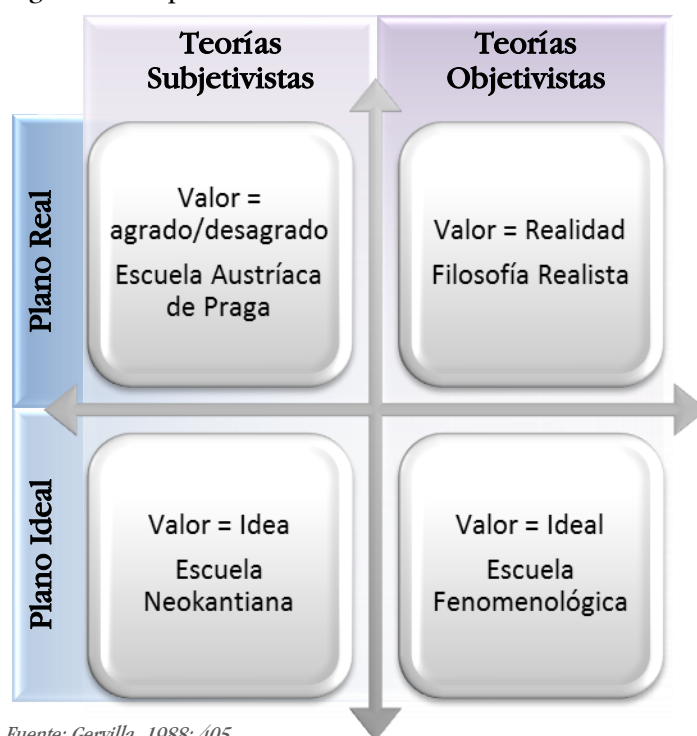 Teorías
Subjetivistas
Teorías
Objetivistas
Plano Real
Valor =
agrado/desagrado
Escuela Austríaca
de Praga
Valor = Realidad
Filosofía Realista
Plano Ideal
Valor = Idea
Escuela
Neokantiana
Valor = Ideal
Escuela
Fenomenológica
Fuente: Gervilla, 1988: 405